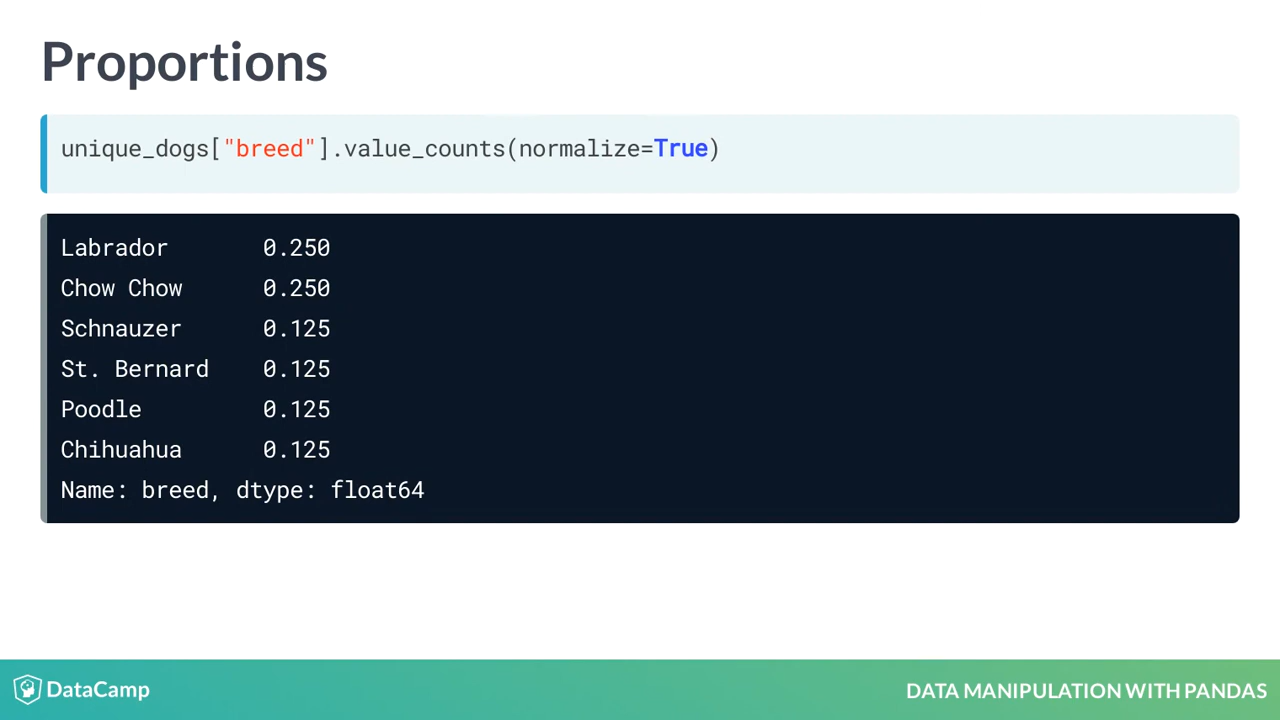 Proportions
unique_dogs["breed"].value_counts(normalize=True)
Labrador       0.250
Chow Chow      0.250
Schnauzer      0.125
St. Bernard    0.125
Poodle         0.125
Chihuahua      0.125
Name: breed, dtype: float64
DataCamp
DATA MANIPULATION WITH PANDAS